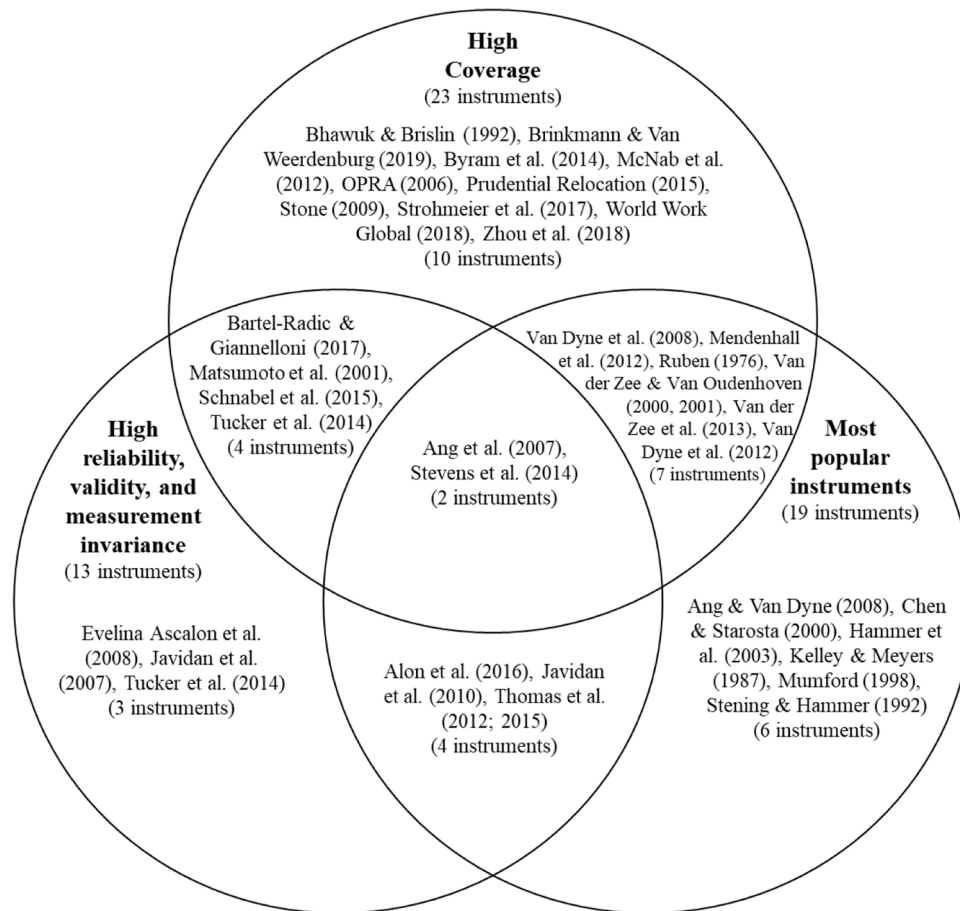 High
Coverage
(23 instruments)
Bhawuk & Brislin (1992), Brinkmann & Van
Weerdenburg (2019), Byram et al. (2014), McNab et al.
(2012), OPRA (2006), Prudential Relocation (2015),
Stone (2009), Strohmeier et al. (2017), World Work
Global (2018), Zhou et al. (2018)
(10 instruments)
Bartel-Radic &
Giannelloni (2017),
Matsumoto et al. (2001),
Schnabel et al. (2015),
Tucker et al. (2014)
(4 instruments)
Van Dyne et al. (2008), Mendenhall
et al. (2012), Ruben (1976), Van
der Zee & Van Oudenhoven
(2000, 2001), Van der
Zee et al. (2013), Van
Dyne et al. (2012)
(7 instruments)
High
reliability,
validity, and
measurement
invariance
(13 instruments)
Ang et al. (2007),
Stevens et al. (2014)
(2 instruments)
Most
popular
instruments
(19 instruments)
Evelina Ascalon et al.
(2008), Javidan et al.
(2007), Tucker et al. (2014)
(3 instruments)
Alon et al. (2016), Javidan
et al. (2010), Thomas et al.
(2012; 2015)
(4 instruments)
Ang & Van Dyne (2008), Chen
& Starosta (2000), Hammer et
al. (2003), Kelley & Meyers
(1987), Mumford (1998),
Stening & Hammer (1992)
(6 instruments)